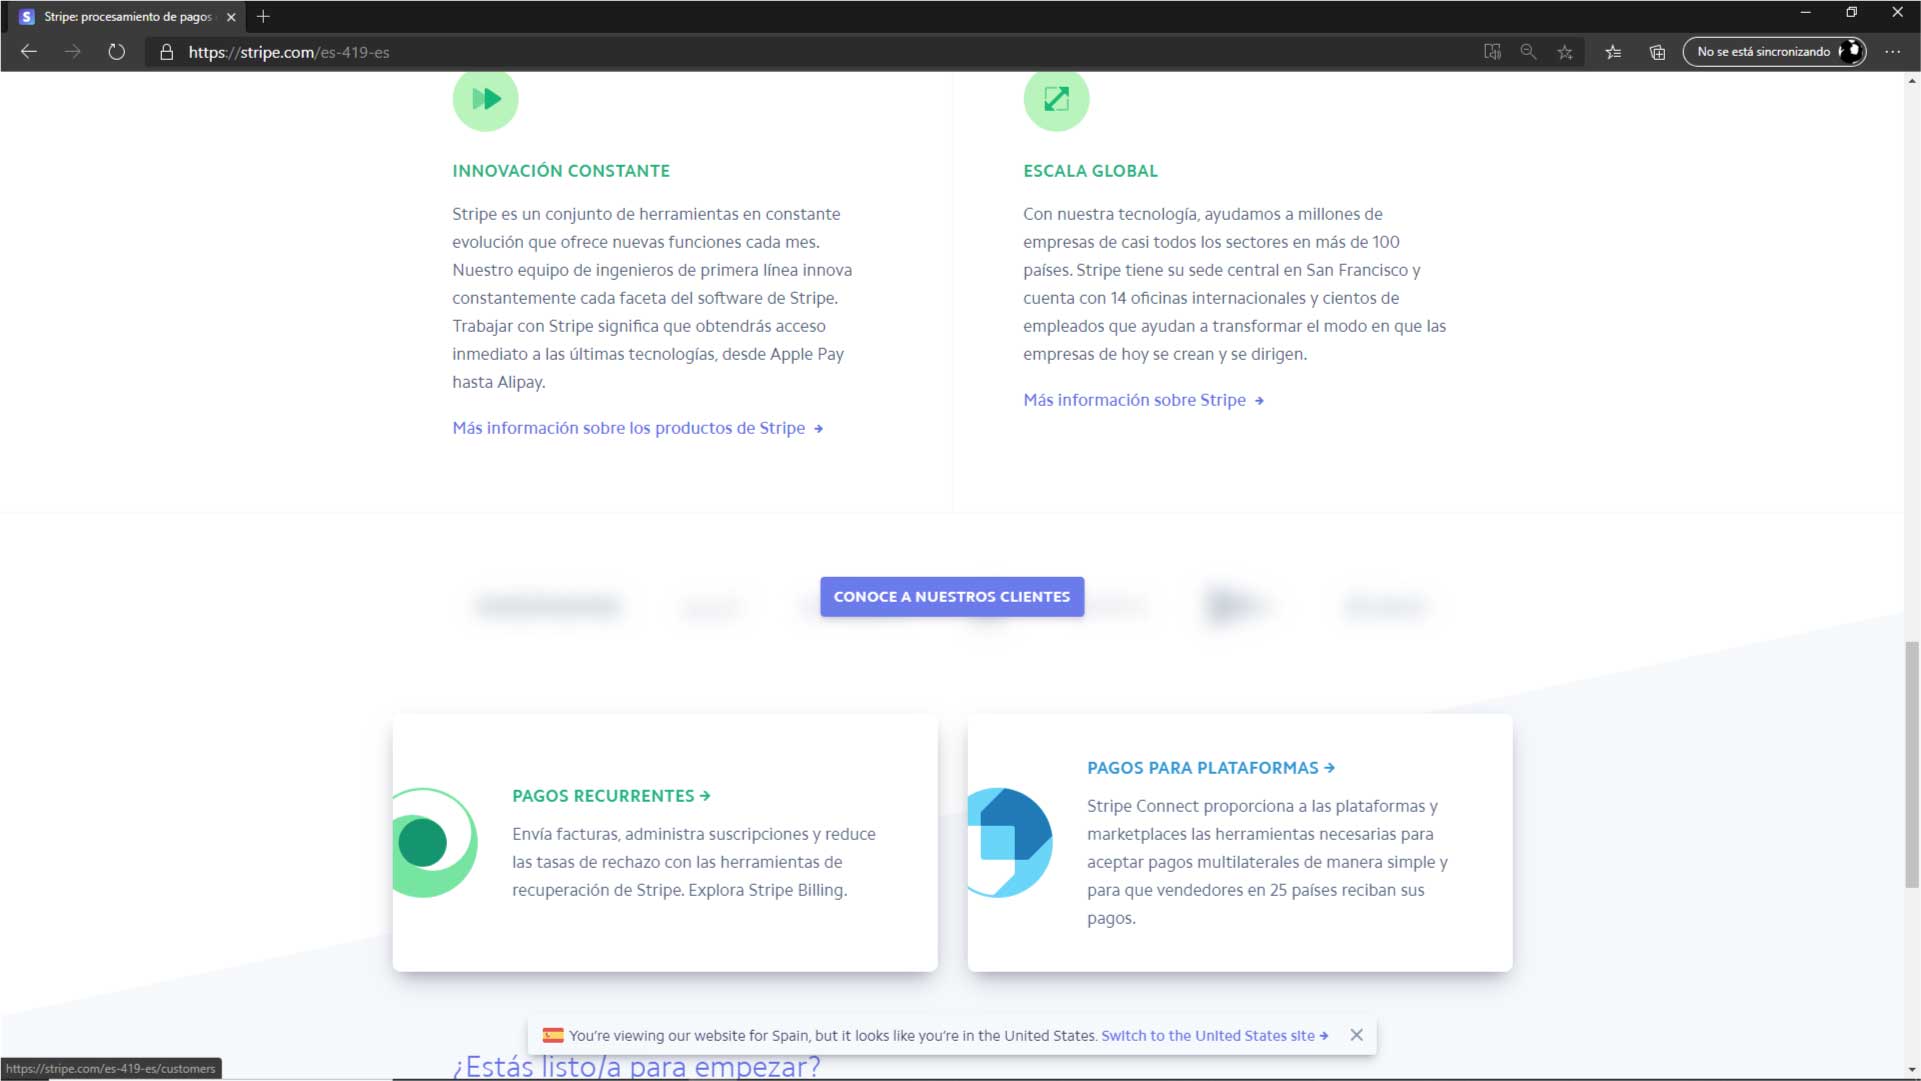 Stripe: procesamiento de pagos
https://stripe.com/es-419-es
No se está sincronizando
INNOVACIÓN CONSTANTE
Stripe es un conjunto de herramientas en constante
evolución que ofrece nuevas funciones cada mes.
Nuestro equipo de ingenieros de primera línea innova
constantemente cada faceta del software de Stripe.
Trabajar con Stripe significa que obtendrás acceso
inmediato a las últimas tecnologías, desde Apple Pay
hasta Alipay.
Más información sobre los productos de Stripe →
ESCALA GLOBAL
Con nuestra tecnología, ayudamos a millones de
empresas de casi todos los sectores en más de 100
países. Stripe tiene su sede central en San Francisco y
cuenta con 14 oficinas internacionales y cientos de
empleados que ayudan a transformar el modo en que las
empresas de hoy se crean y se dirigen.
Más información sobre Stripe →
CONOCE A NUESTROS CLIENTES
PAGOS RECURRENTES →
Envía facturas, administra suscripciones y reduce
las tasas de rechazo con las herramientas de
recuperación de Stripe. Explora Stripe Billing.
PAGOS PARA PLATAFORMAS →
Stripe Connect proporciona a las plataformas y
marketplaces las herramientas necesarias para
aceptar pagos multilaterales de manera simple y
para que vendedores en 25 países reciban sus
pagos.
You're viewing our website for Spain, but it looks like you're in the United States. Switch to the United States site →
¿Estás listo/a para empezar?
https://stripe.com/es-419-es/customers